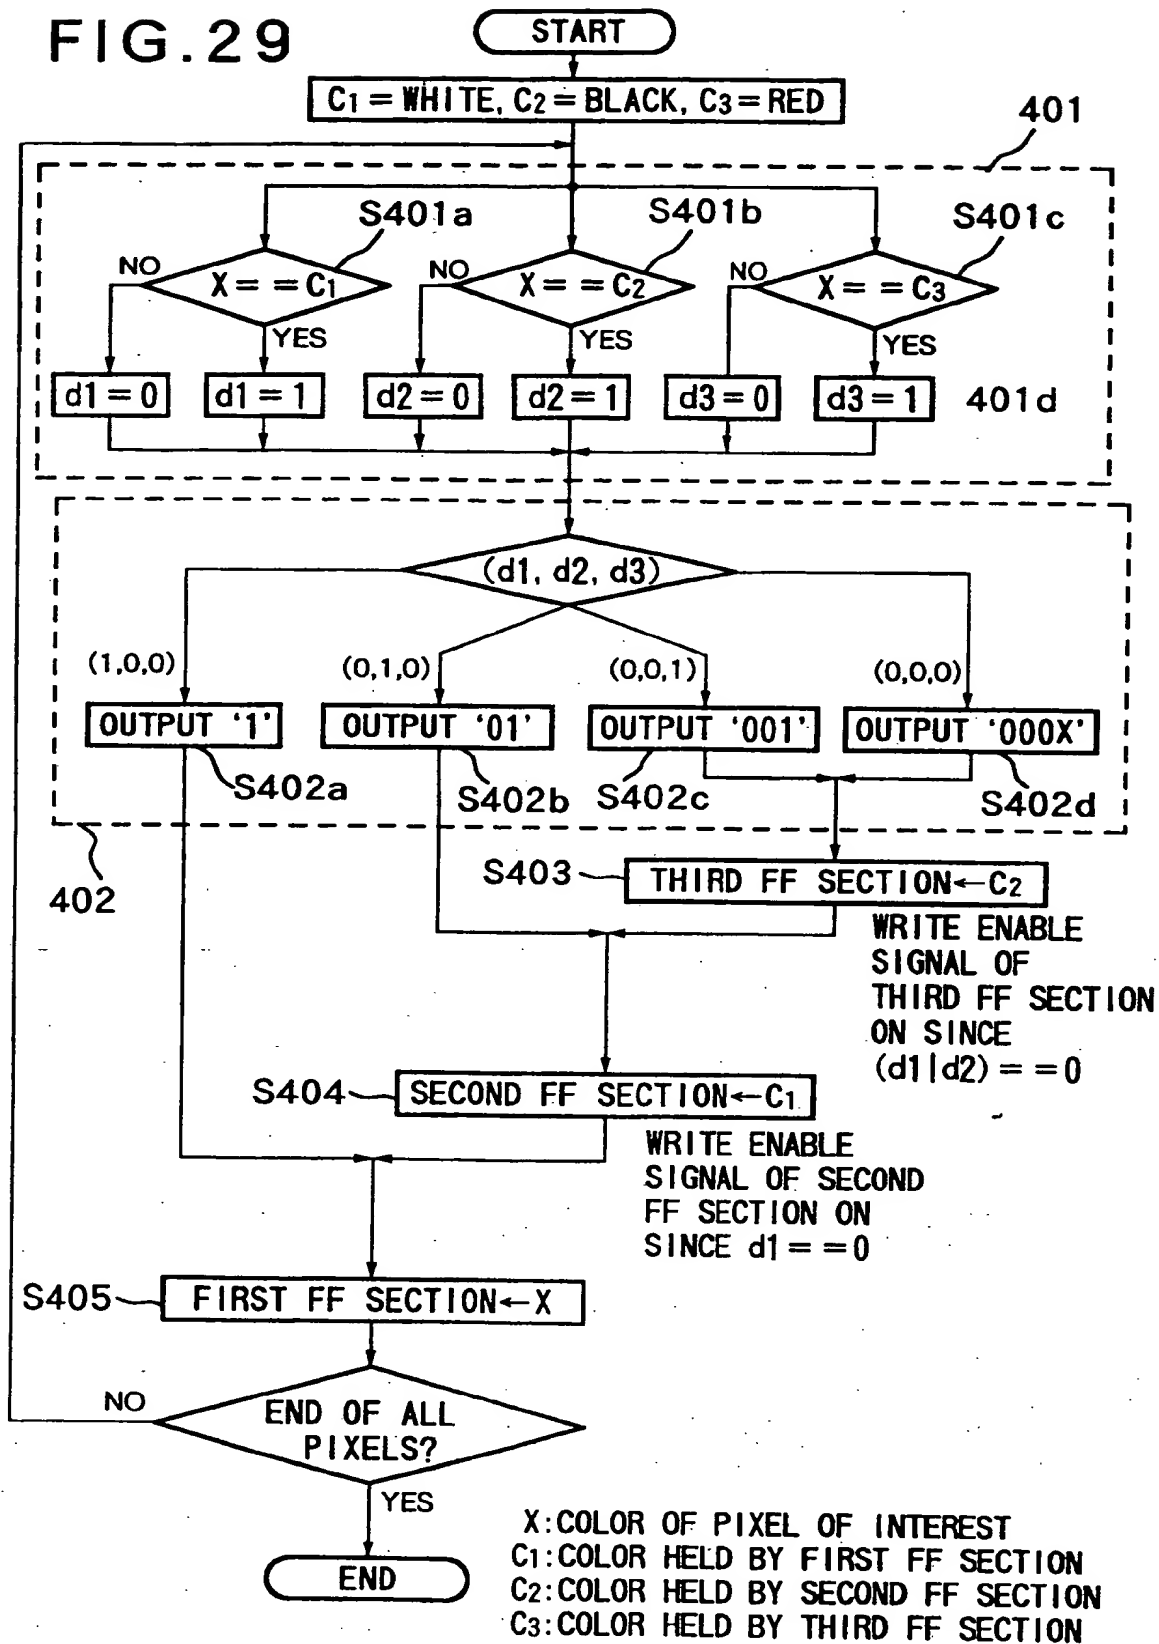 FIG.29
START
C1=WHITE, C2=BLACK, C3=RED
401
S401a
S401b
S401c
NO
X==C1
YES
NO
X==C2
YES
NO
X==C3
YES
d1=0
d1=1
d2=0
d2=1
d3=0
d3=1
401d
(d1, d2, d3)
(1,0,0)
(0,1,0)
(0,0,1)
(0,0,0)
OUTPUT '1'
OUTPUT '01'
OUTPUT '001'
OUTPUT '000X'
S402a
S402b
S402c
S402d
402
S403
THIRD FF SECTION←C2
WRITE ENABLE
SIGNAL OF
THIRD FF SECTION
ON SINCE
(d1|d2)==0
S404
SECOND FF SECTION←C1
WRITE ENABLE
SIGNAL OF SECOND
FF SECTION ON
SINCE d1==0
S405
FIRST FF SECTION←X
NO
END OF ALL
PIXELS?
YES
END
X:COLOR OF PIXEL OF INTEREST
C1:COLOR HELD BY FIRST FF SECTION
C2:COLOR HELD BY SECOND FF SECTION
C3:COLOR HELD BY THIRD FF SECTION